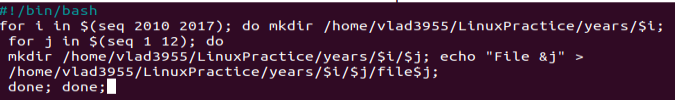 #!/bin/bash
for i in $(seq 2010 2017); do mkdir /home/vlad3955/LinuxPractice/years/$i;
for j in $(seq 1 12); do
mkdir /home/vlad3955/LinuxPractice/years/$i/$j; echo "File &j" >
/home/vlad3955/LinuxPractice/years/$i/$j/file$j;
done; done;